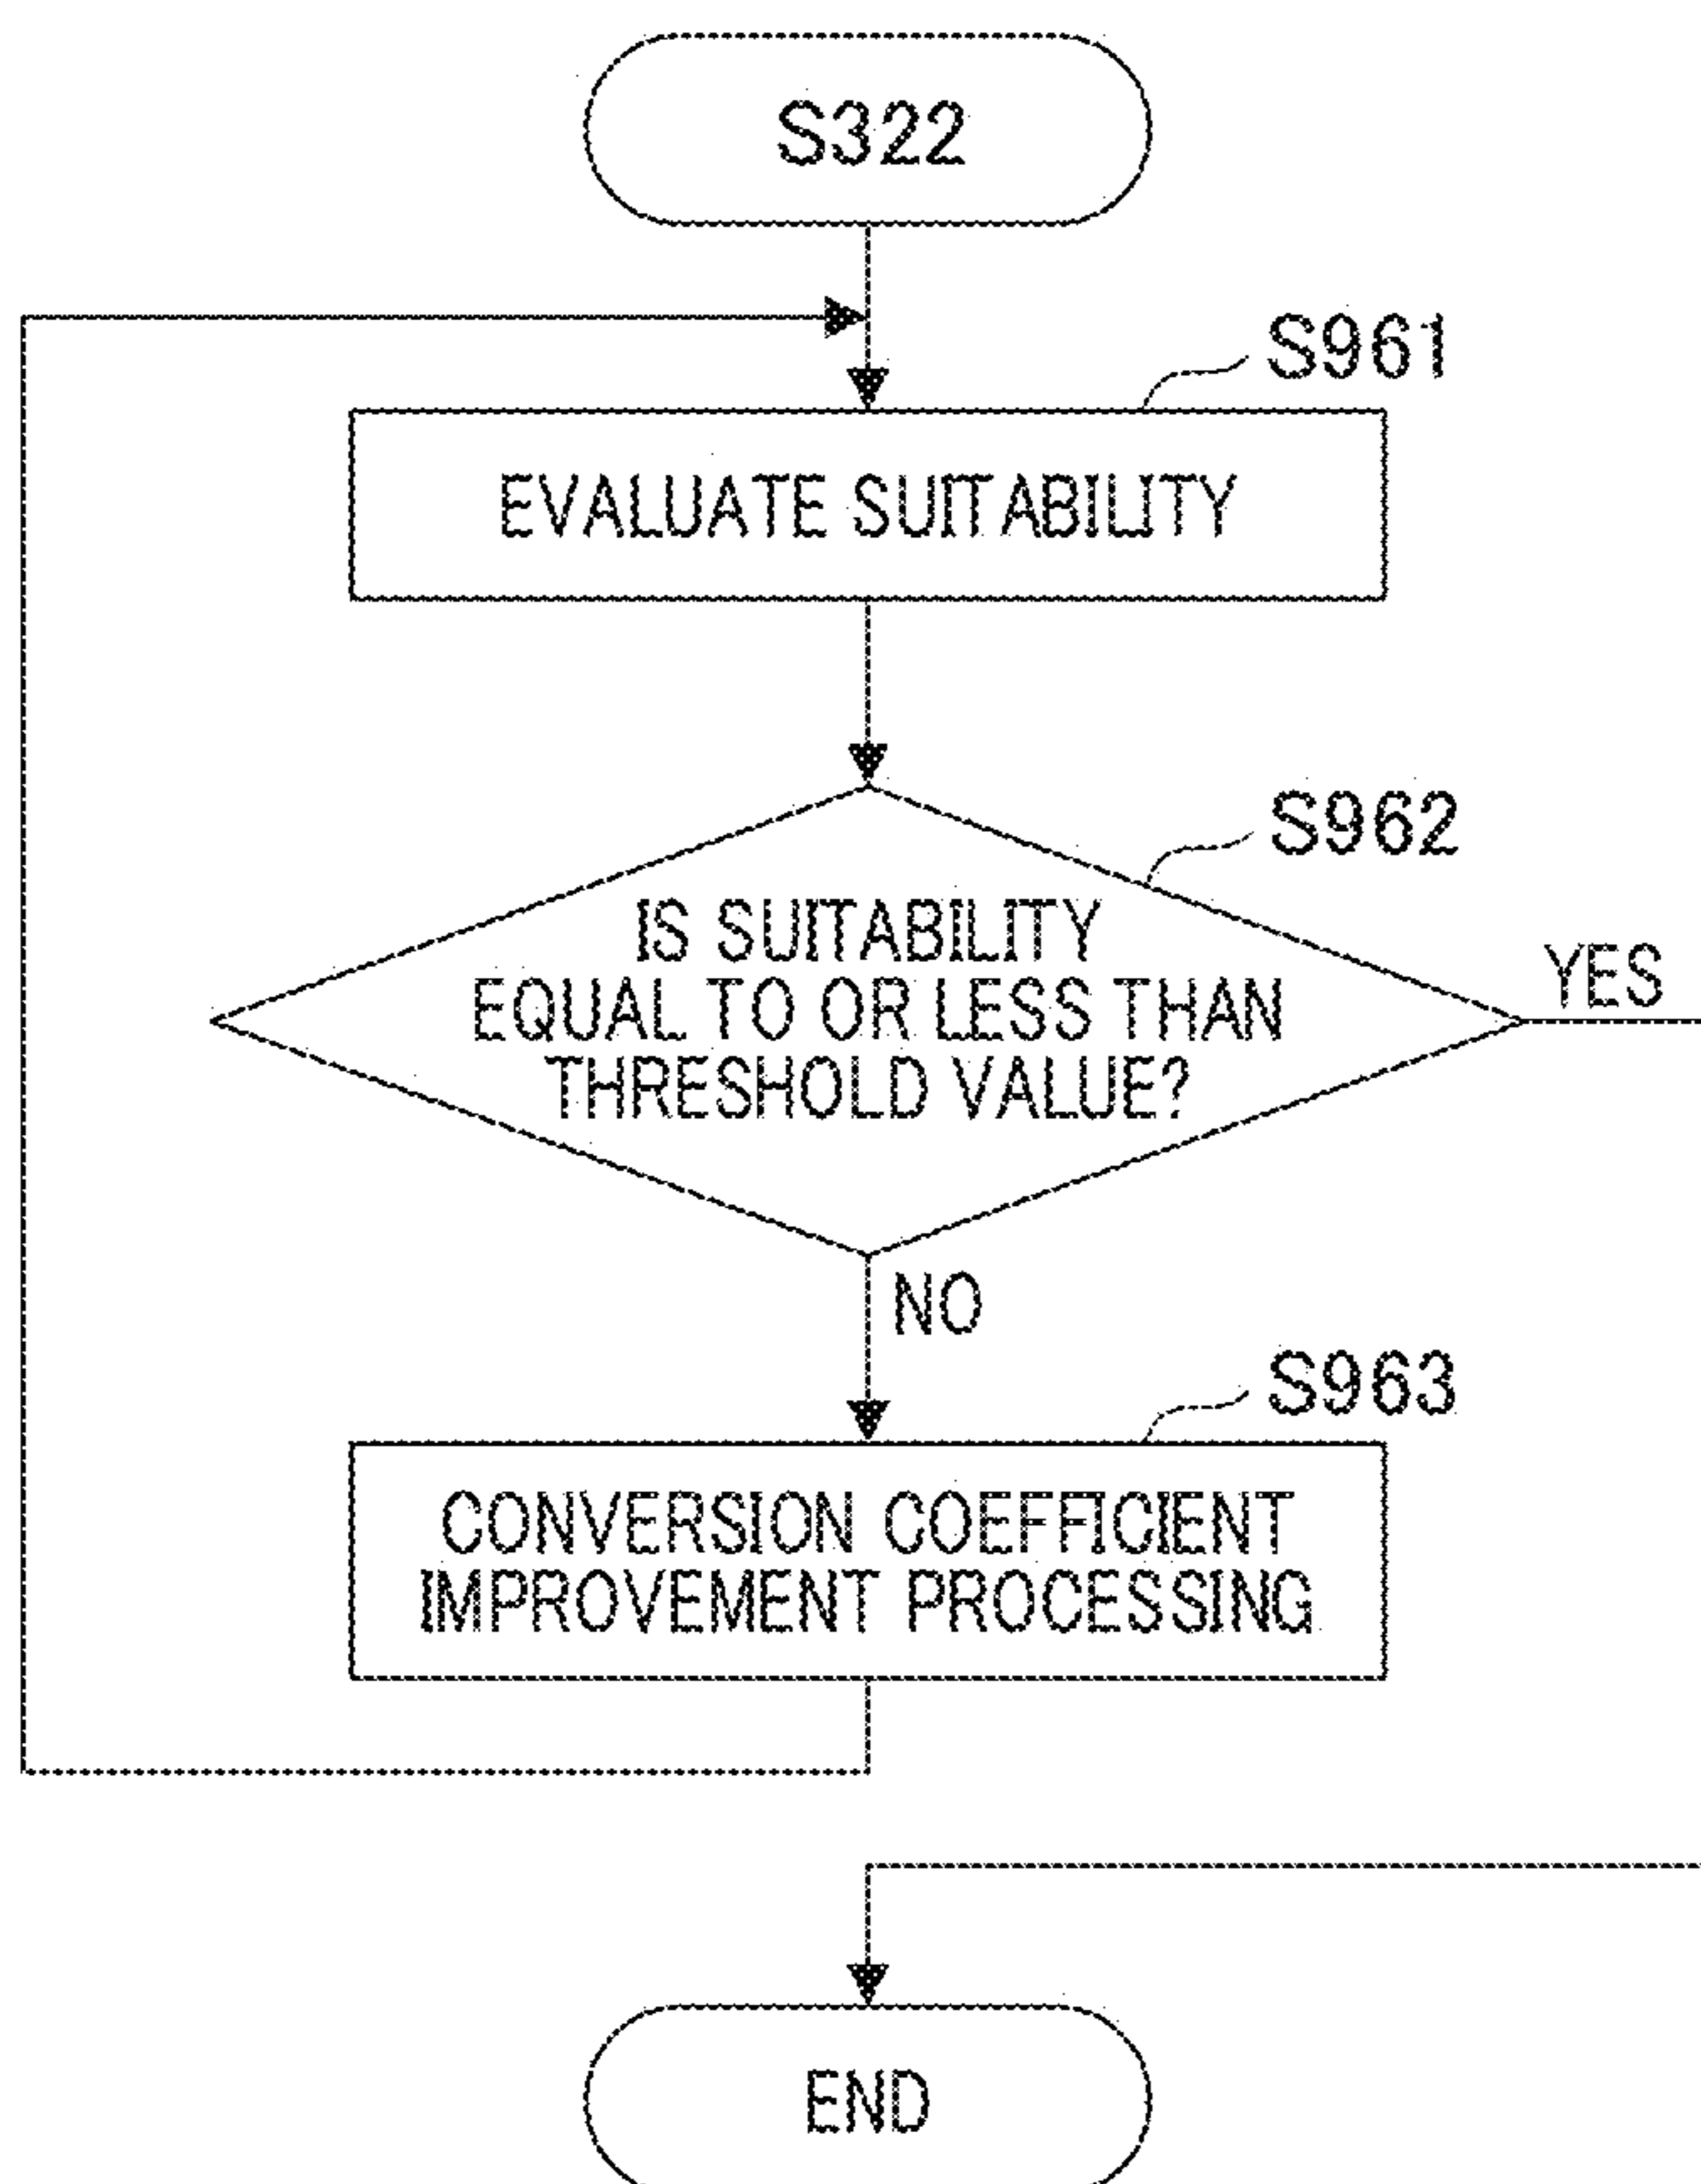 S322
S961
EVALUATE SUITABILITY
S962
IS SUITABILITY
EQUAL TO OR LESS THAN
THRESHOLD VALUE?
YES
NO
S963
CONVERSION COEFFICIENT
IMPROVEMENT PROCESSING
END